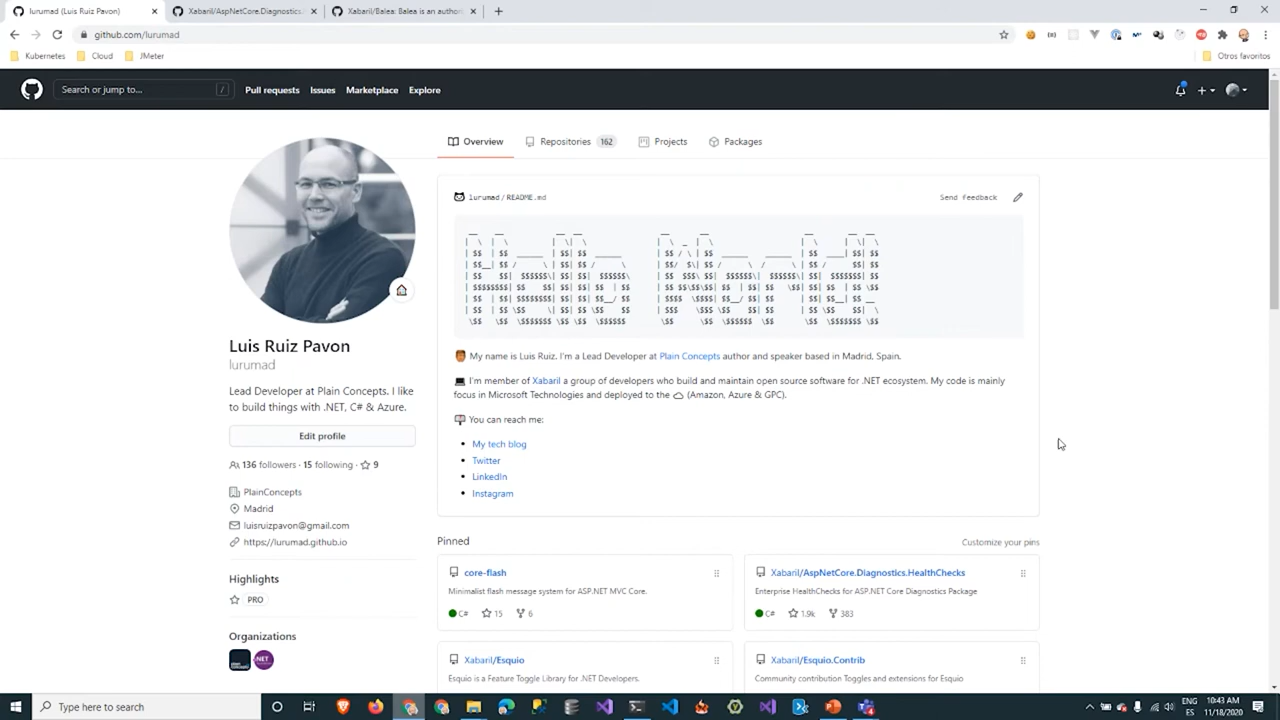 lurumad (Luis Ruiz Pavon)
Xabaril/AspNetCore.Diagnostics.
Xabaril/Balea: Balea is an author
github.com/lurumad
Kubernetes
Cloud
JMeter
Otros favoritos
Search or jump to...
/
Pull requests
Issues
Marketplace
Explore
Overview
Repositories 162
Projects
Packages
lurumad/README.md
Send feedback
Hello World
My name is Luis Ruiz. I'm a Lead Developer at Plain Concepts author and speaker based in Madrid, Spain.
I'm member of Xabaril a group of developers who build and maintain open source software for .NET ecosystem. My code is mainly
focus in Microsoft Technologies and deployed to the (Amazon, Azure & GPC).
You can reach me:
My tech blog
Twitter
LinkedIn
Instagram
Luis Ruiz Pavon
lurumad
Lead Developer at Plain Concepts. I like
to build things with .NET, C# & Azure.
Edit profile
136 followers · 15 following · 9
PlainConcepts
Madrid
luisruizpavon@gmail.com
https://lurumad.github.io
Highlights
PRO
Organizations
.NET
Pinned
Customize your pins
core-flash
Minimalist flash message system for ASP.NET MVC Core.
C# 15 6
Xabaril/AspNetCore.Diagnostics.HealthChecks
Enterprise HealthChecks for ASP.NET Core Diagnostics Package
C# 1.9k 383
Xabaril/Esquio
Esquio is a Feature Toggle Library for .NET Developers.
Xabaril/Esquio.Contrib
Community contribution Toggles and extensions for Esquio
Type here to search
ENG
ES
10:43 AM
11/18/2020